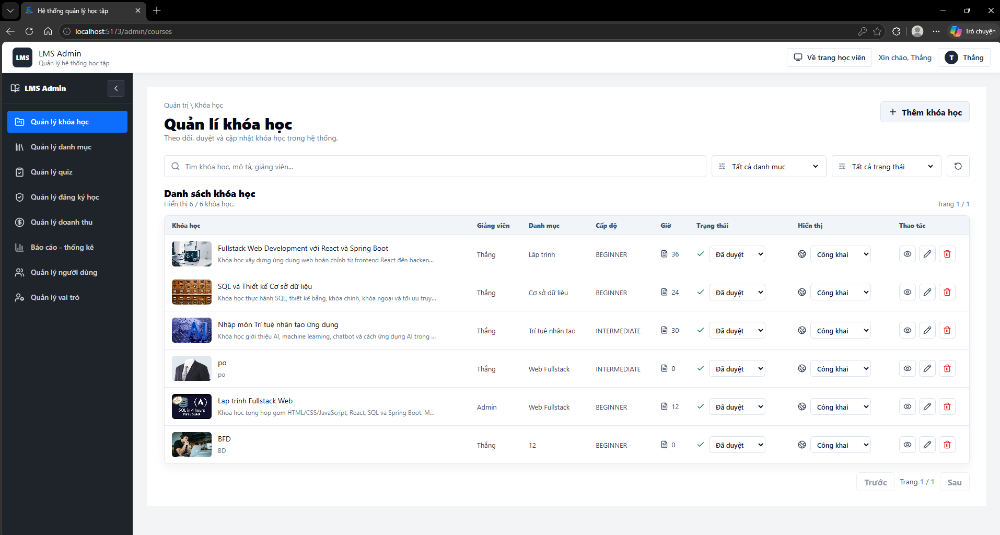 Hệ thống quản lý học tập
localhost:5173/admin/courses
Trò chuyện
LMS
LMS Admin
Quản lý hệ thống học tập
Về trang học viên
Xin chào, Thắng
T
Thắng
LMS Admin
Quản lý khóa học
Quản lý danh mục
Quản lý quiz
Quản lý đăng ký học
Quản lý doanh thu
Báo cáo - thống kê
Quản lý người dùng
Quản lý vai trò
Quản trị \ Khóa học
Quản lí khóa học
Theo dõi, duyệt và cập nhật khóa học trong hệ thống.
+ Thêm khóa học
Tìm khóa học, mô tả, giảng viên...
Tất cả danh mục
Tất cả trạng thái
Danh sách khóa học
Hiển thị 6 / 6 khóa học.
Trang 1 / 1
Khóa học Giảng viên Danh mục Cấp độ Giờ Trạng thái Hiển thị Thao tác
Fullstack Web Development với React và Spring Boot
Khóa học xây dựng ứng dụng web hoàn chỉnh từ frontend React đến backen...
Thắng Lập trình BEGINNER 36 Đã duyệt Công khai
SQL và Thiết kế Cơ sở dữ liệu
Khóa học thực hành SQL, thiết kế bảng, khóa chính, khóa ngoại và tối ưu truy...
Thắng Cơ sở dữ liệu BEGINNER 24 Đã duyệt Công khai
Nhập môn Trí tuệ nhân tạo ứng dụng
Khóa học giới thiệu AI, machine learning, chatbot và cách ứng dụng AI trong ...
AI
Thắng Trí tuệ nhân tạo INTERMEDIATE 30 Đã duyệt Công khai
po
po
Thắng Web Fullstack INTERMEDIATE 0 Đã duyệt Công khai
Lap trinh Fullstack Web
Khoa hoc tong hop gom HTML/CSS/JavaScript, React, SQL va Spring Boot. M...
SQL in 4 hours
FULL COURSE
Admin Web Fullstack BEGINNER 12 Đã duyệt Công khai
BFD
BD
Thắng 12 BEGINNER 0 Đã duyệt Công khai
Trước
Trang 1 / 1
Sau